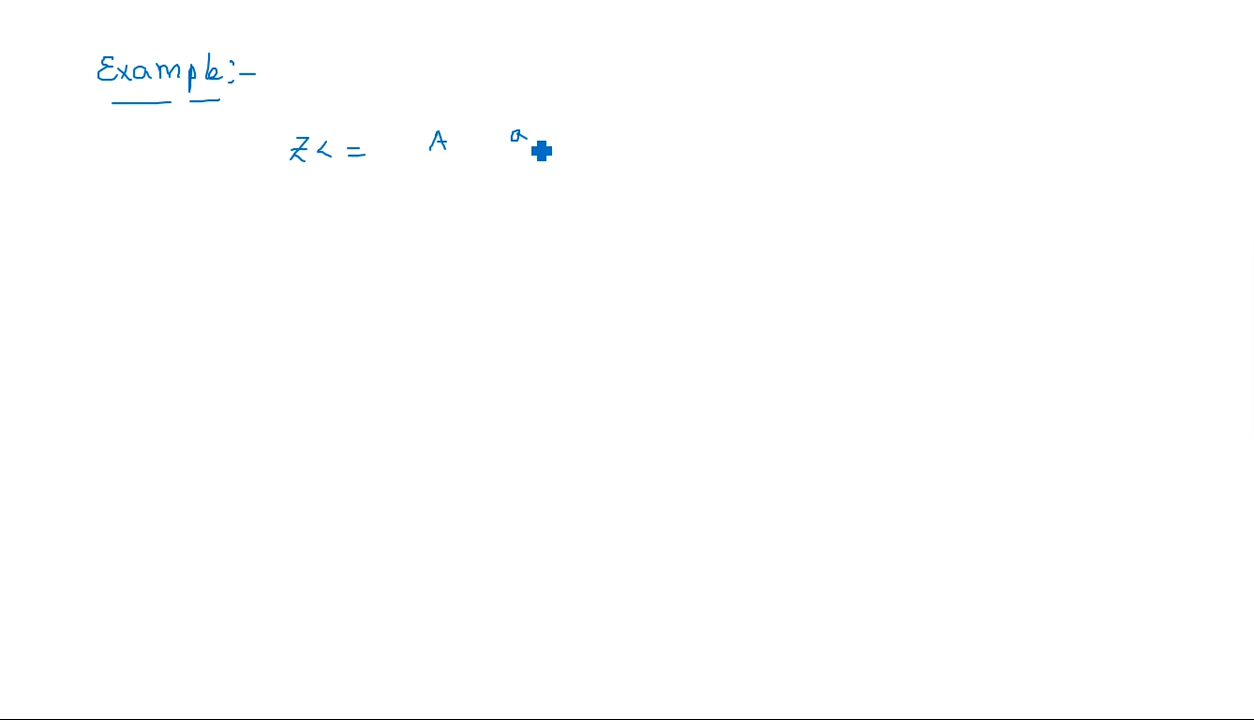 Example:-
Z < = A a